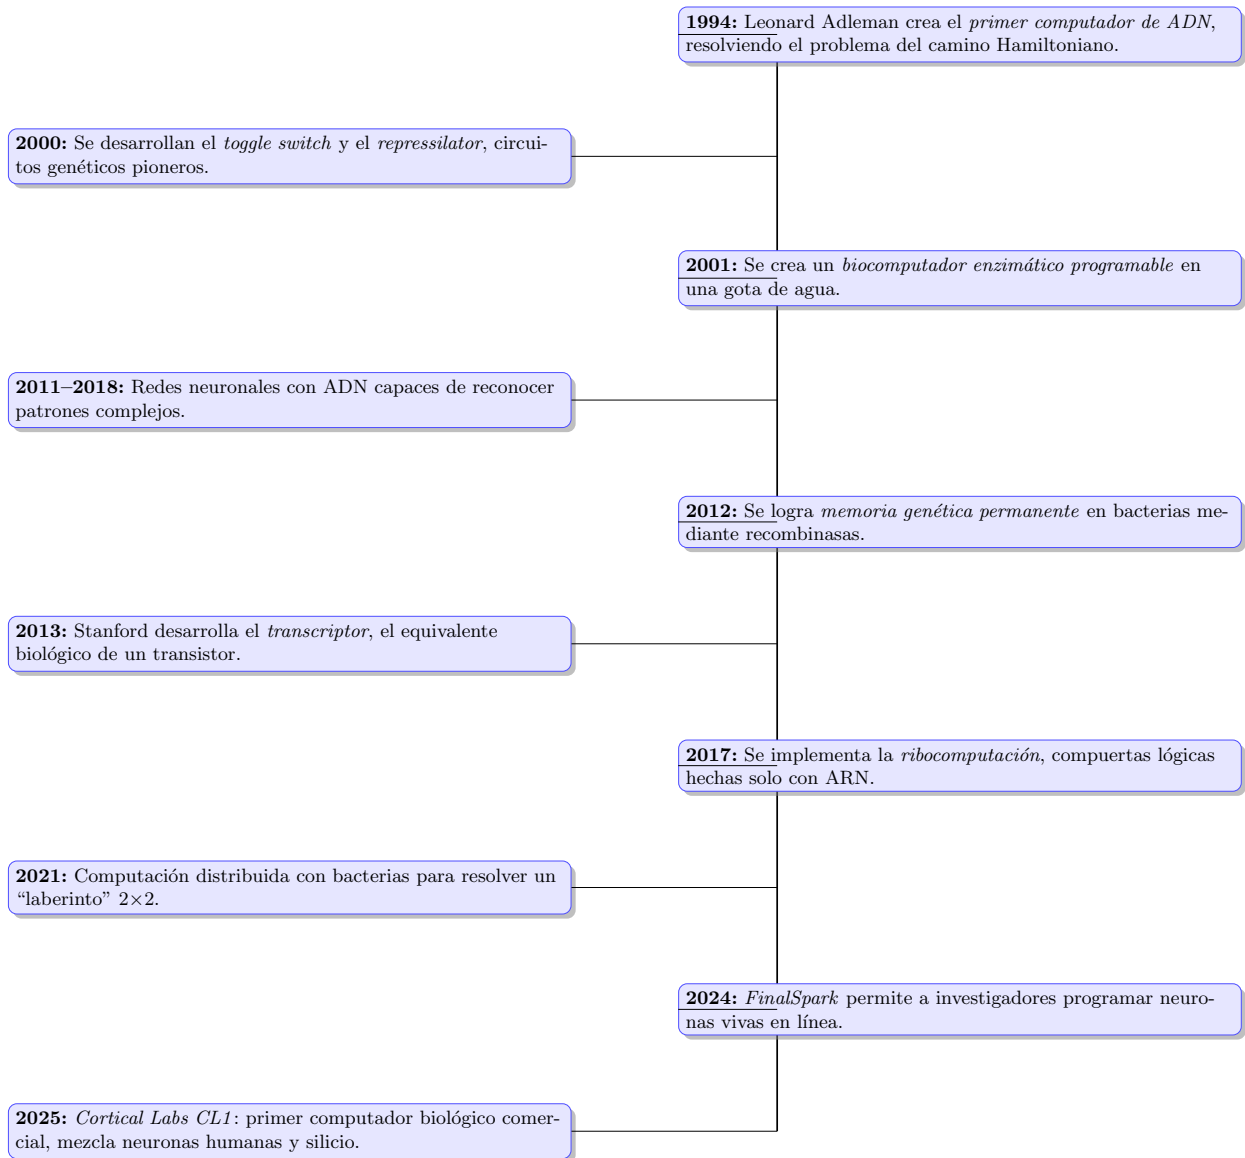 1994: Leonard Adleman crea el primer computador de ADN,
resolviendo el problema del camino Hamiltoniano.
2000: Se desarrollan el toggle switch y el repressilator, circui-
tos genéticos pioneros.
2001: Se crea un biocomputador enzimático programable en
una gota de agua.
2011–2018: Redes neuronales con ADN capaces de reconocer
patrones complejos.
2012: Se logra memoria genética permanente en bacterias me-
diante recombinasas.
2013: Stanford desarrolla el transcriptor, el equivalente
biológico de un transistor.
2017: Se implementa la ribocomputación, compuertas lógicas
hechas solo con ARN.
2021: Computación distribuida con bacterias para resolver un
“laberinto” 2×2.
2024: FinalSpark permite a investigadores programar neuro-
nas vivas en línea.
2025: Cortical Labs CL1: primer computador biológico comer-
cial, mezcla neuronas humanas y silicio.